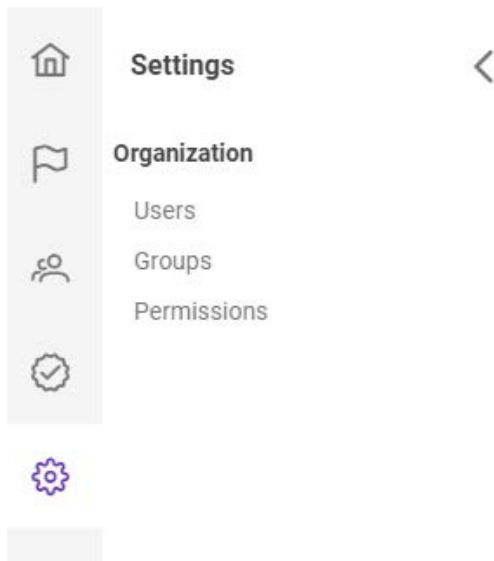 Settings
Organization
Users
Groups
Permissions